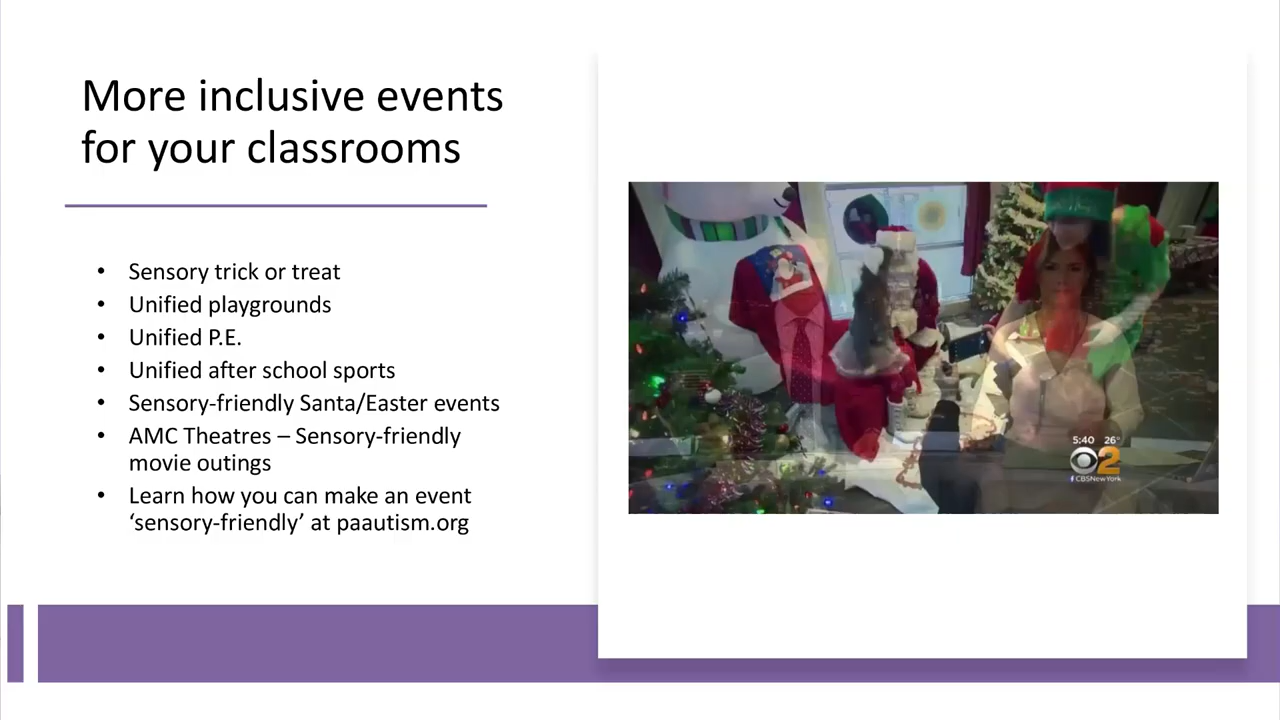 More inclusive events
for your classrooms
• Sensory trick or treat
• Unified playgrounds
• Unified P.E.
• Unified after school sports
• Sensory-friendly Santa/Easter events
• AMC Theatres – Sensory-friendly
movie outings
• Learn how you can make an event
‘sensory-friendly’ at paautism.org
5:40 26°
2
CBSNewYork